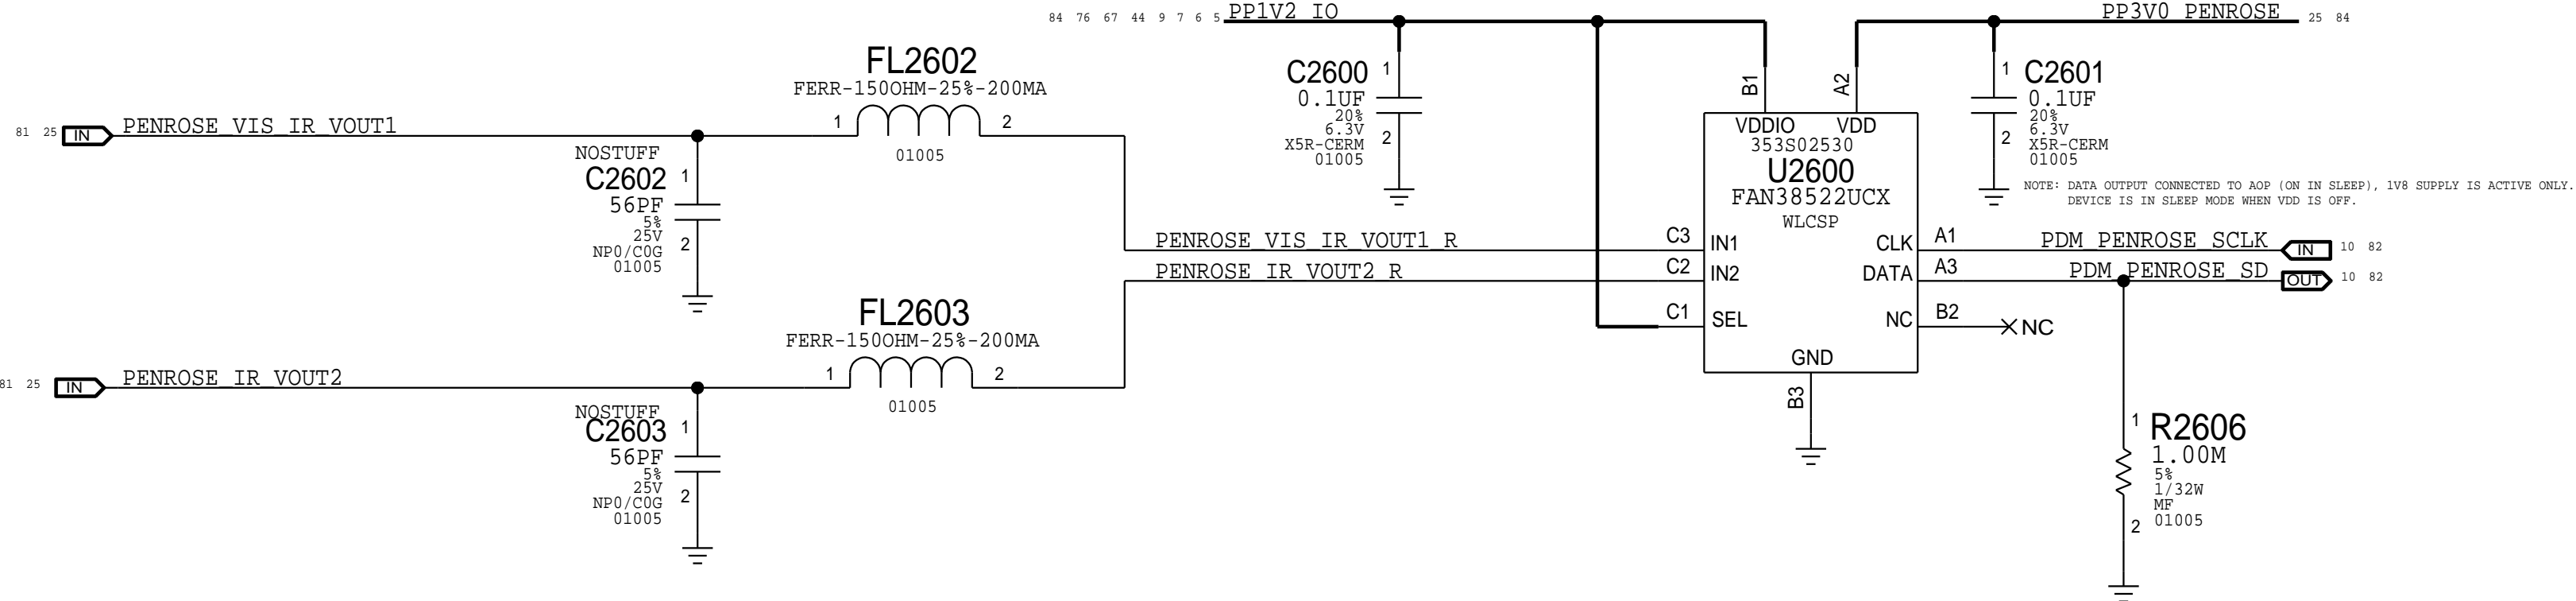 84 76 67 44 9 7 6 5 PP1V2_IO
PP3V0_PENROSE 25 84
FL2602
FERR-150OHM-25%-200MA
1 2
01005
81 25 IN PENROSE_VIS_IR_VOUT1
NOSTUFF
C2602
1
56PF
5%
25V
2
NP0/C0G
01005
C2600
1
0.1UF
20%
6.3V
2
X5R-CERM
01005
B1
A2
1
C2601
0.1UF
20%
6.3V
2
X5R-CERM
01005
NOTE: DATA OUTPUT CONNECTED TO AOP (ON IN SLEEP), 1V8 SUPPLY IS ACTIVE ONLY.
DEVICE IS IN SLEEP MODE WHEN VDD IS OFF.
VDDIO VDD
353S02530
U2600
FAN38522UCX
WLCSP
PENROSE_VIS_IR_VOUT1_R C3 IN1
PENROSE_IR_VOUT2_R C2 IN2
C1 SEL
CLK A1 PDM_PENROSE_SCLK IN 10 82
DATA A3 PDM_PENROSE_SD OUT 10 82
NC B2 NC
GND
B3
FL2603
FERR-150OHM-25%-200MA
1 2
01005
81 25 IN PENROSE_IR_VOUT2
NOSTUFF
C2603
1
56PF
5%
25V
2
NP0/C0G
01005
1
R2606
1.00M
5%
1/32W
MF
2
01005